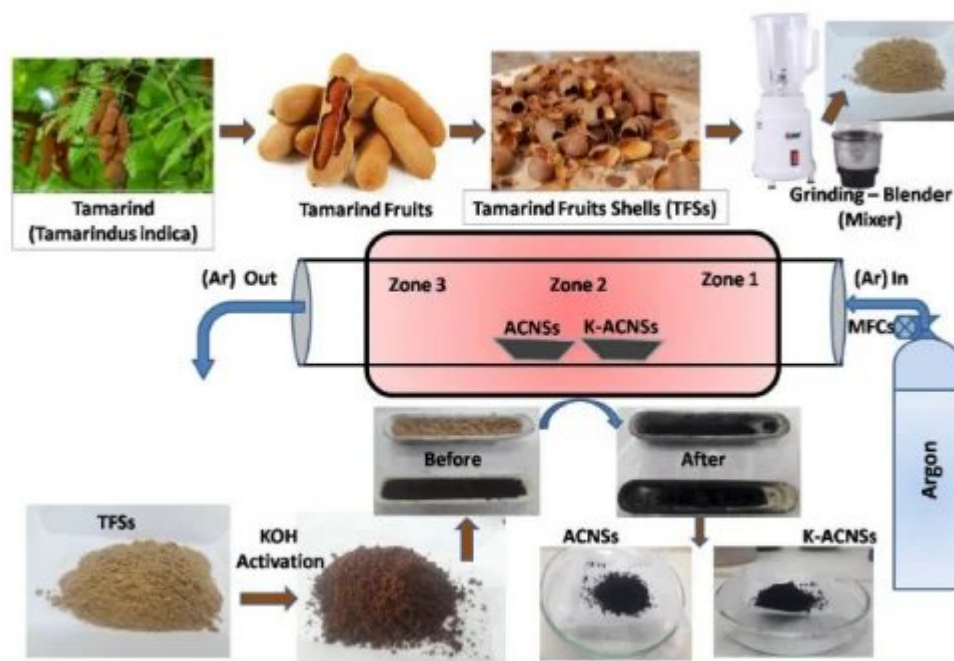 Tamarind
(Tamarindus indica)
Tamarind Fruits
Tamarind Fruits Shells (TFSs)
Grinding – Blender
(Mixer)
(Ar) Out
Zone 3
Zone 2
Zone 1
(Ar) In
ACNSs
K-ACNSs
MFCs
Before
After
Argon
TFSs
KOH
Activation
ACNSs
K-ACNSs